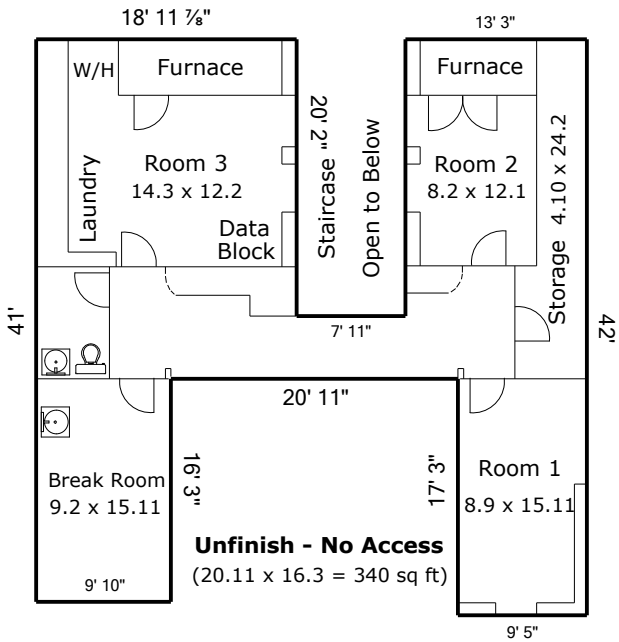 18' 11 ⅞"
13' 3"
W/H
Furnace
Furnace
20' 2"
Staircase
Open to Below
Room 3
14.3 x 12.2
Room 2
8.2 x 12.1
Storage 4.10 x 24.2
Laundry
Data
Block
41'
7' 11"
42'
20' 11"
Break Room
9.2 x 15.11
16' 3"
17' 3"
Room 1
8.9 x 15.11
Unfinish - No Access
(20.11 x 16.3 = 340 sq ft)
9' 10"
9' 5"